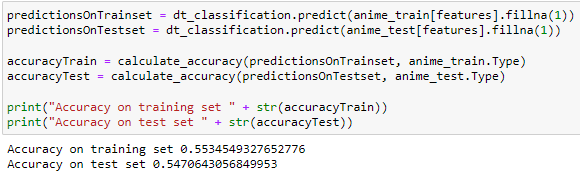 predictionsOnTrainset = dt_classification.predict(anime_train[features].fillna(1))
predictionsOnTestset = dt_classification.predict(anime_test[features].fillna(1))
accuracyTrain = calculate_accuracy(predictionsOnTrainset, anime_train.Type)
accuracyTest = calculate_accuracy(predictionsOnTestset, anime_test.Type)
print("Accuracy on training set " + str(accuracyTrain))
print("Accuracy on test set " + str(accuracyTest))
Accuracy on training set 0.5534549327652776
Accuracy on test set 0.5470643056849953